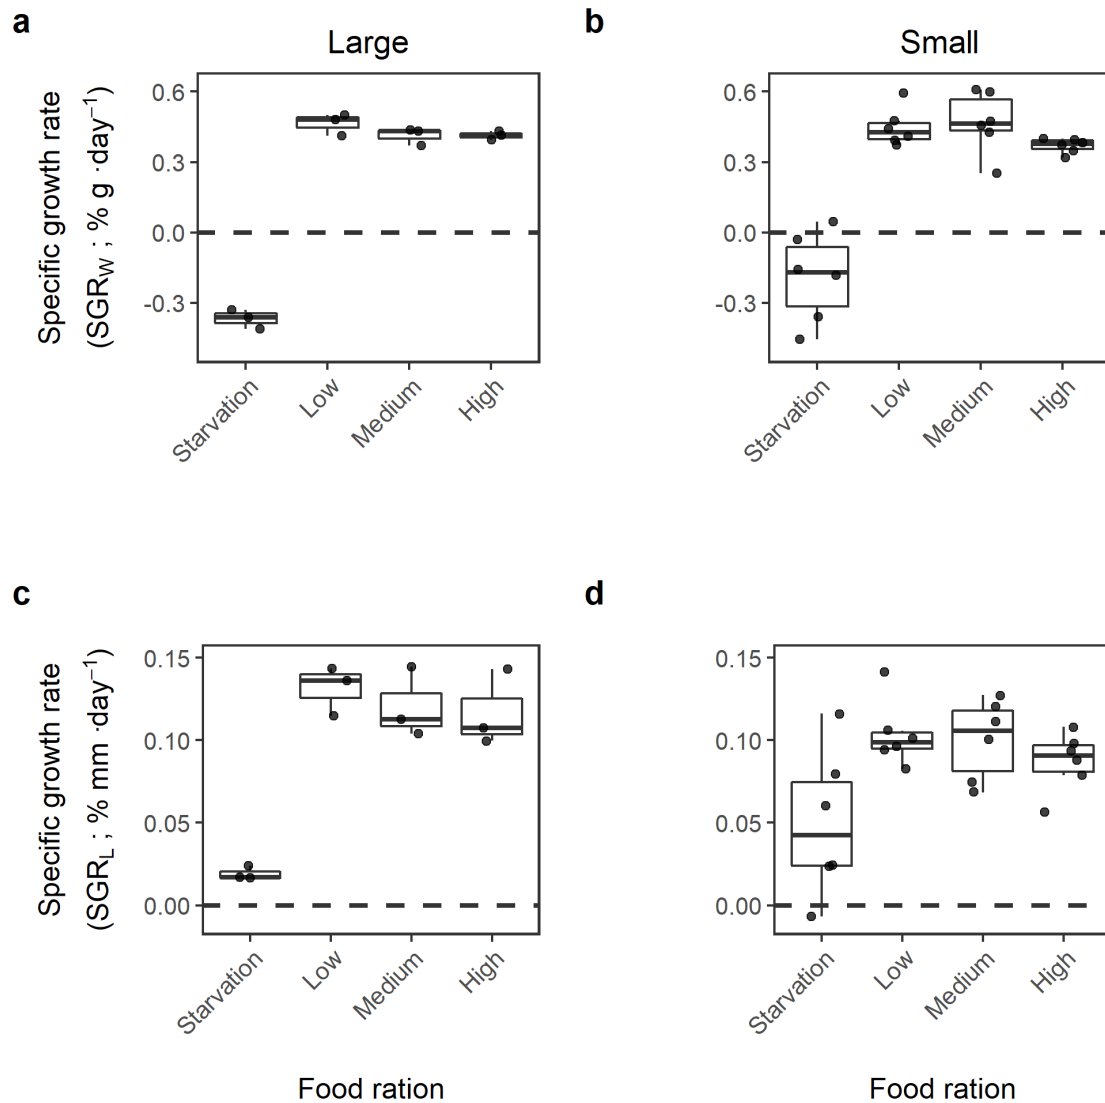 a
Large
Specific growth rate
(SGR_W ; % g ·day⁻¹)
0.6
0.3
0.0
-0.3
Starvation
Low
Medium
High
b
Small
0.6
0.3
0.0
-0.3
Starvation
Low
Medium
High
c
Specific growth rate
(SGR_L ; % mm ·day⁻¹)
0.15
0.10
0.05
0.00
Starvation
Low
Medium
High
Food ration
d
0.15
0.10
0.05
0.00
Starvation
Low
Medium
High
Food ration